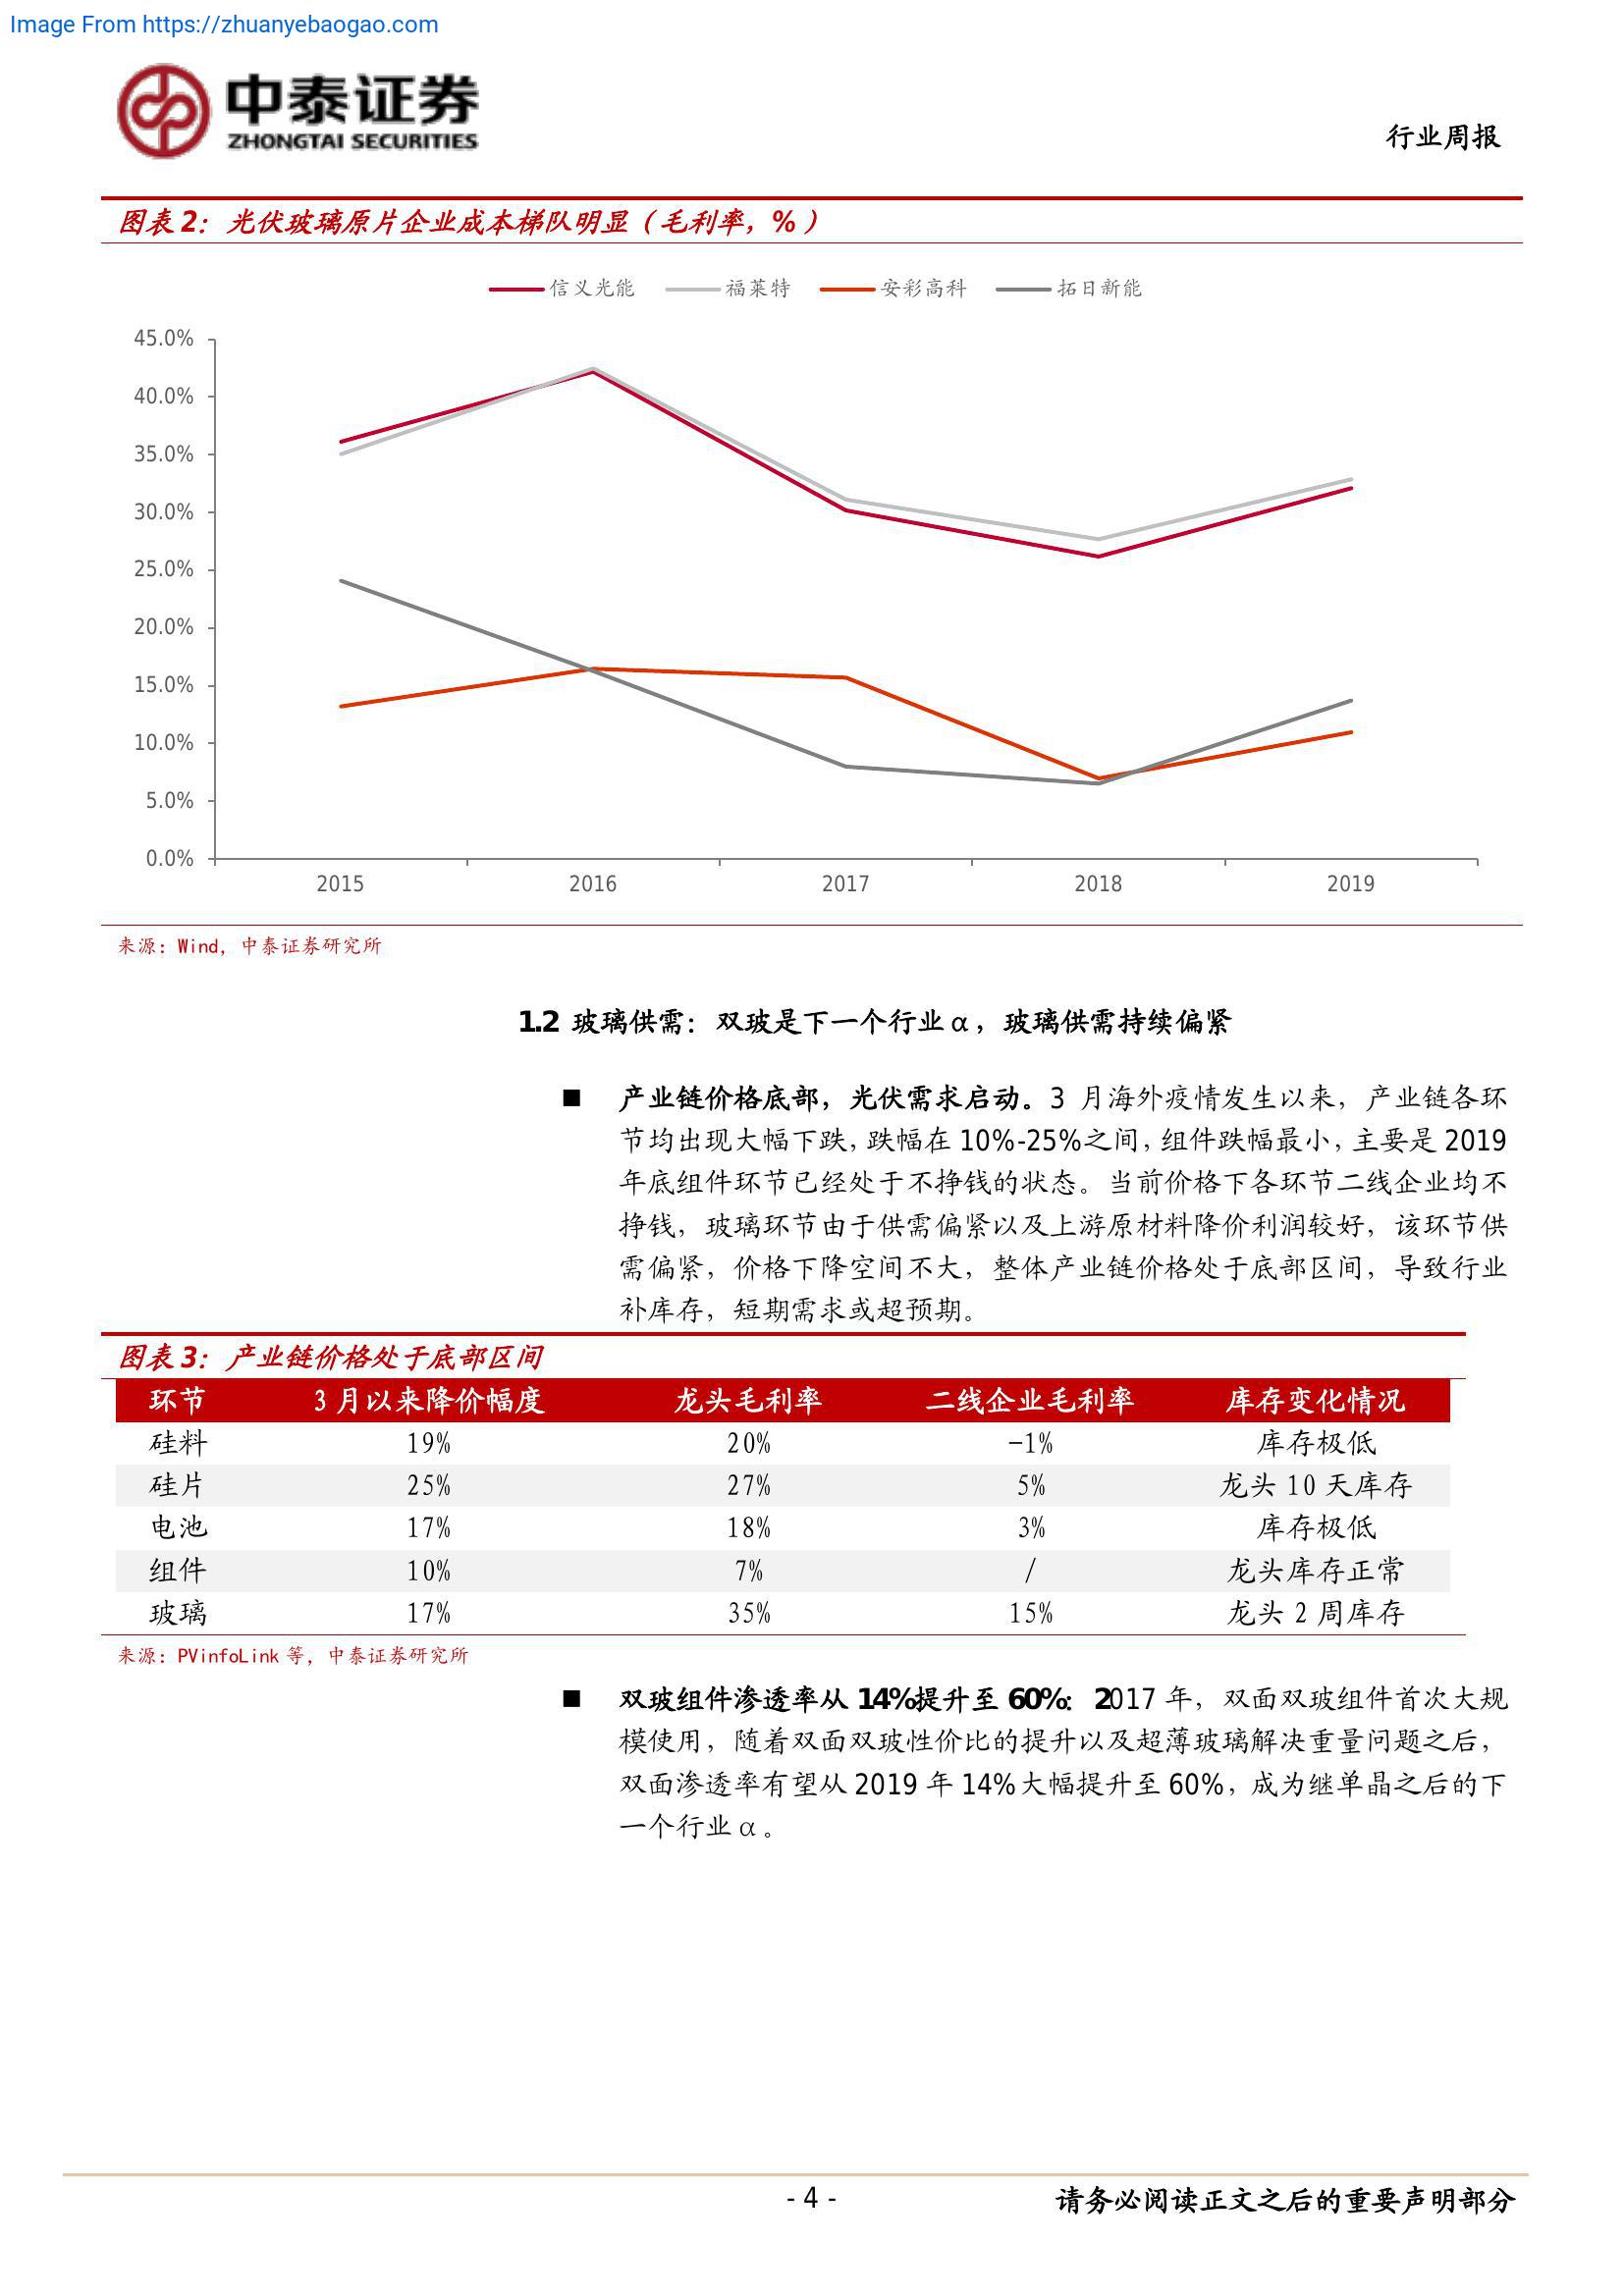 Image From https://zhuanyebaogao.com
中泰证券
ZHONGTAI SECURITIES
行业周报
图表 2：光伏玻璃原片企业成本梯队明显（毛利率，%）
信义光能 福莱特 安彩高科 拓日新能
45.0%
40.0%
35.0%
30.0%
25.0%
20.0%
15.0%
10.0%
5.0%
0.0%
2015 2016 2017 2018 2019
来源：Wind，中泰证券研究所
1.2 玻璃供需：双玻是下一个行业α，玻璃供需持续偏紧
■ 产业链价格底部，光伏需求启动。3 月海外疫情发生以来，产业链各环
节均出现大幅下跌，跌幅在 10%-25%之间，组件跌幅最小，主要是 2019
年底组件环节已经处于不挣钱的状态。当前价格下各环节二线企业均不
挣钱，玻璃环节由于供需偏紧以及上游原材料降价利润较好，该环节供
需偏紧，价格下降空间不大，整体产业链价格处于底部区间，导致行业
补库存，短期需求或超预期。
图表 3：产业链价格处于底部区间
环节 3 月以来降价幅度 龙头毛利率 二线企业毛利率 库存变化情况
硅料 19% 20% -1% 库存极低
硅片 25% 27% 5% 龙头 10 天库存
电池 17% 18% 3% 库存极低
组件 10% 7% / 龙头库存正常
玻璃 17% 35% 15% 龙头 2 周库存
来源：PVinfoLink 等，中泰证券研究所
■ 双玻组件渗透率从 14%提升至 60%：2017 年，双面双玻组件首次大规
模使用，随着双面双玻性价比的提升以及超薄玻璃解决重量问题之后，
双面渗透率有望从 2019 年 14%大幅提升至 60%，成为继单晶之后的下
一个行业α。
- 4 -
请务必阅读正文之后的重要声明部分